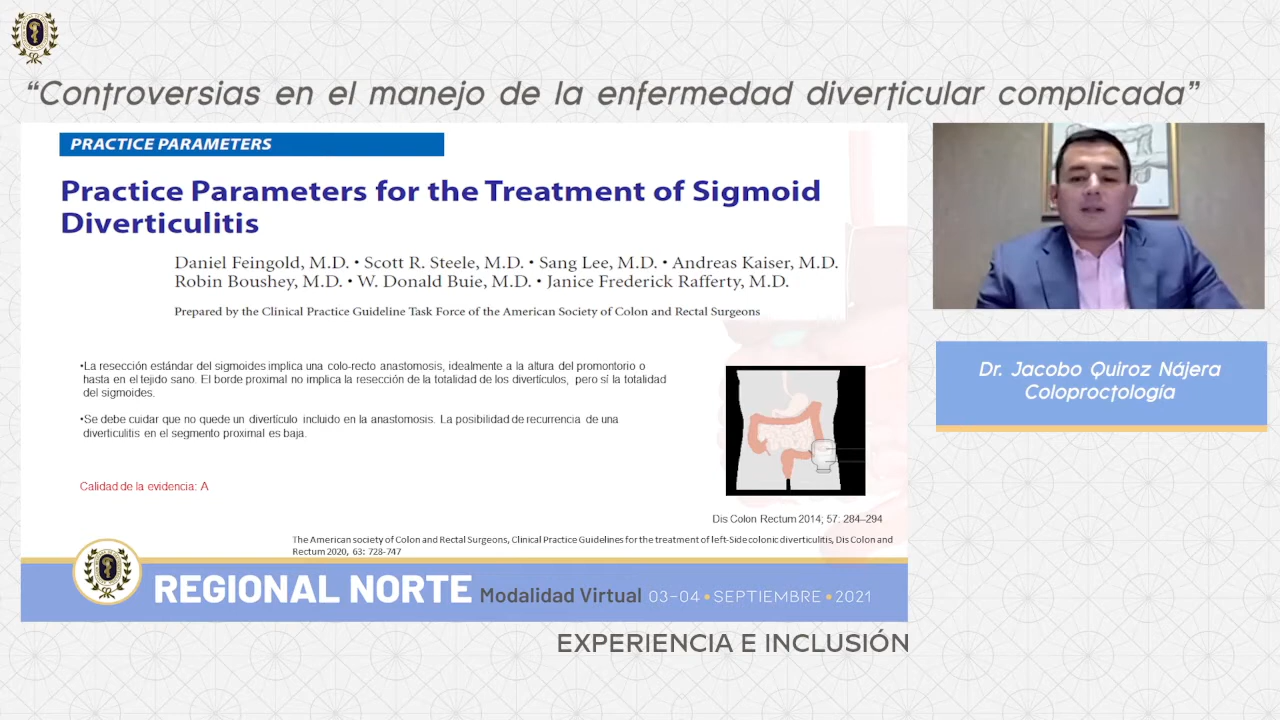 “Controversias en el manejo de la enfermedad diverticular complicada”
PRACTICE PARAMETERS
Practice Parameters for the Treatment of Sigmoid
Diverticulitis
Daniel Feingold, M.D. • Scott R. Steele, M.D. • Sang Lee, M.D. • Andreas Kaiser, M.D.
Robin Boushey, M.D. • W. Donald Buie, M.D. • Janice Frederick Rafferty, M.D.
Prepared by the Clinical Practice Guideline Task Force of the American Society of Colon and Rectal Surgeons
•La resección estándar del sigmoides implica una colo-recto anastomosis, idealmente a la altura del promontorio o
hasta en el tejido sano. El borde proximal no implica la resección de la totalidad de los divertículos, pero sí la totalidad
del sigmoides.
•Se debe cuidar que no quede un divertículo incluido en la anastomosis. La posibilidad de recurrencia de una
diverticulitis en el segmento proximal es baja.
Calidad de la evidencia: A
Dis Colon Rectum 2014; 57: 284–294
The American society of Colon and Rectal Surgeons, Clinical Practice Guidelines for the treatment of left-Side colonic diverticulitis, Dis Colon and
Rectum 2020, 63: 728-747
Dr. Jacobo Quiroz Nájera
Coloproctología
REGIONAL NORTE Modalidad Virtual 03-04 • SEPTIEMBRE • 2021
EXPERIENCIA E INCLUSIÓN